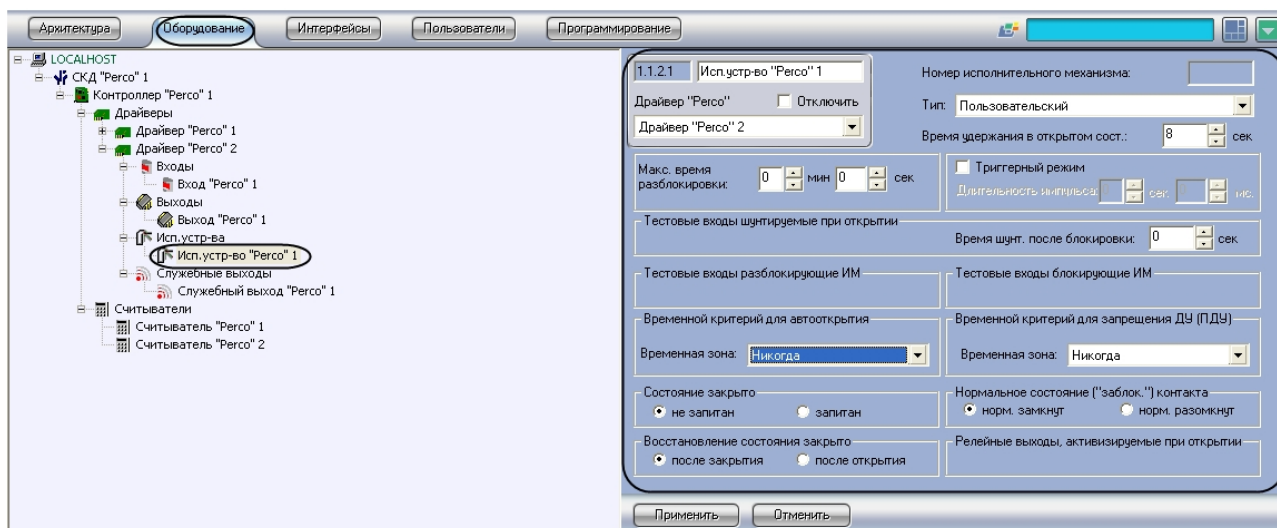 Архитектура Оборудование Интерфейсы Пользователи Программирование
LOCALHOST
СКД "Perco" 1
Контроллер "Perco" 1
Драйверы
Драйвер "Perco" 1
Драйвер "Perco" 2
Входы
Вход "Perco" 1
Выходы
Выход "Perco" 1
Исп.устр-ва
Исп.устр-во "Perco" 1
Служебные выходы
Служебный выход "Perco" 1
Считыватели
Считыватель "Perco" 1
Считыватель "Perco" 2
1.1.2.1 Исп.устр-во "Perco" 1
Драйвер "Perco" Отключить
Драйвер "Perco" 2
Номер исполнительного механизма:
Тип: Пользовательский
Время удержания в открытом сост.: 8 сек
Макс. время
разблокировки: 0 мин 0 сек
Триггерный режим
Длительность импульса: 0 сек 0 мс.
Тестовые входы шунтируемые при открытии
Время шунт. после блокировки: 0 сек
Тестовые входы разблокирующие ИМ
Тестовые входы блокирующие ИМ
Временной критерий для автооткрытия
Временная зона: Никогда
Временной критерий для запрещения ДУ (ПДУ)
Временная зона: Никогда
Состояние закрыто
не запитан запитан
Нормальное состояние ("заблок.") контакта
норм. замкнут норм. разомкнут
Восстановление состояния закрыто
после закрытия после открытия
Релейные выходы, активизируемые при открытии
Применить Отменить